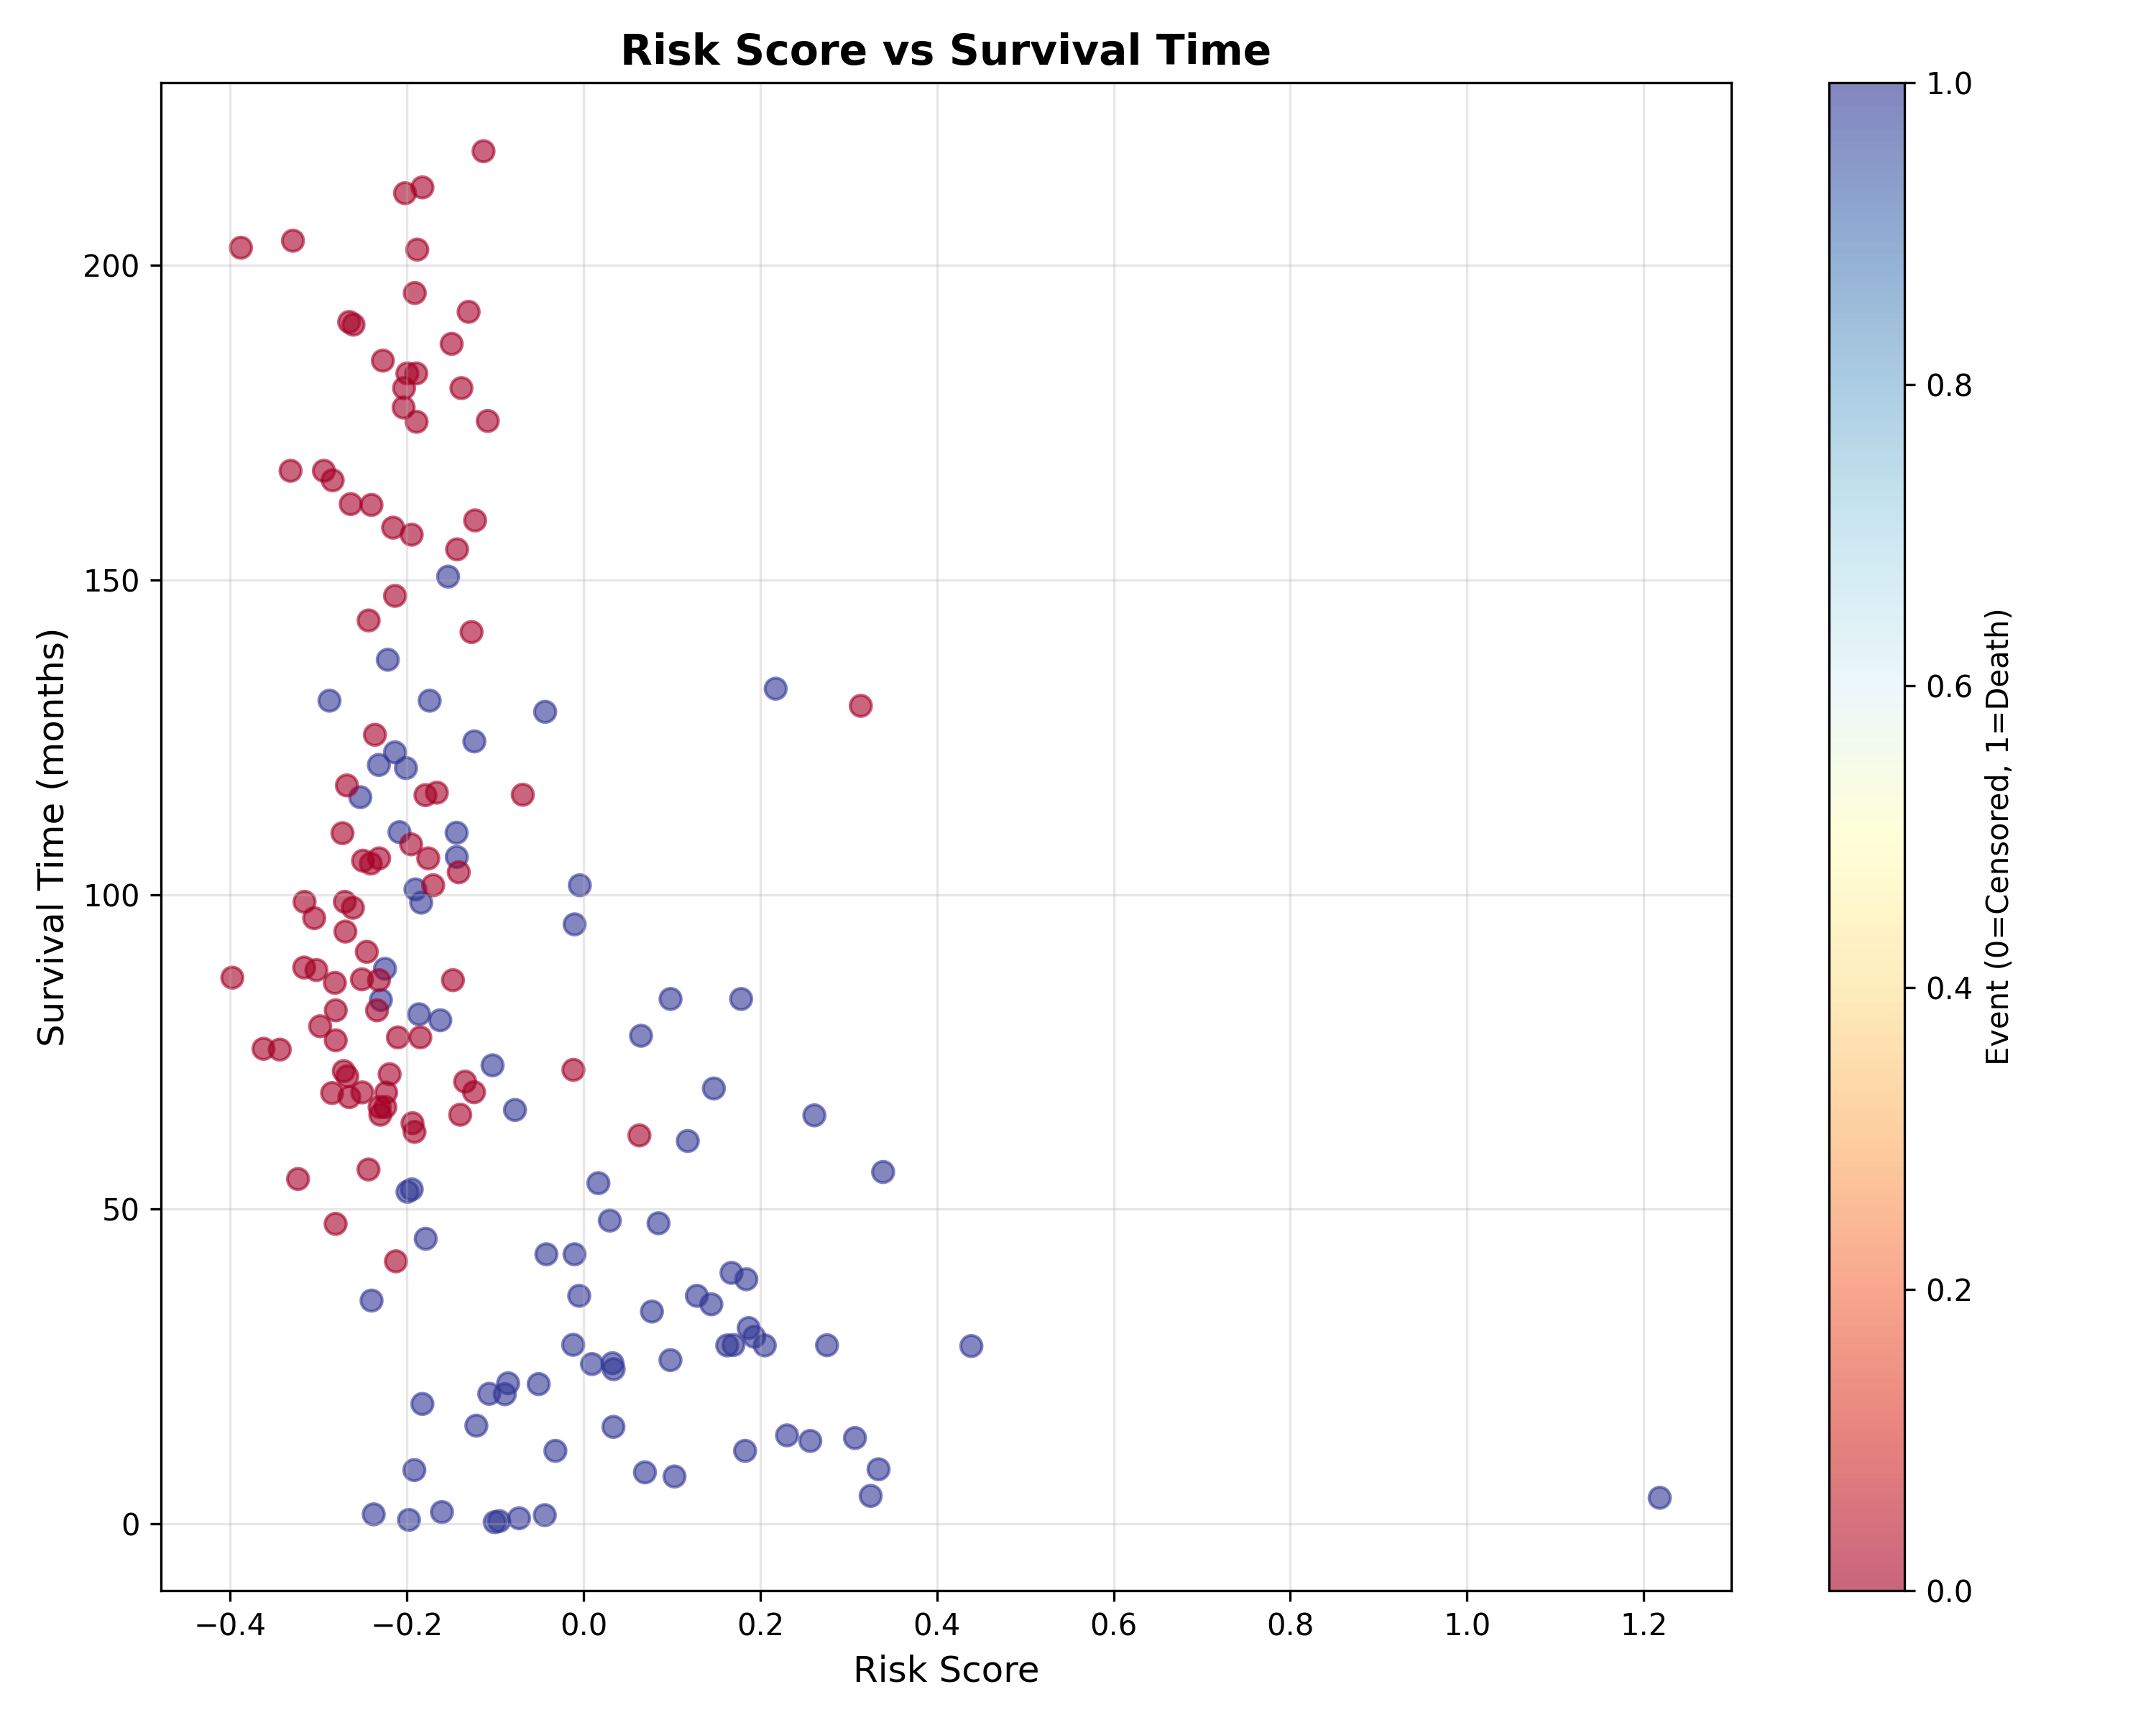 Risk Score vs Survival Time
Survival Time (months)
200
150
100
50
0
−0.4 −0.2 0.0 0.2 0.4 0.6 0.8 1.0 1.2
Risk Score
1.0
0.8
0.6
0.4
0.2
0.0
Event (0=Censored, 1=Death)